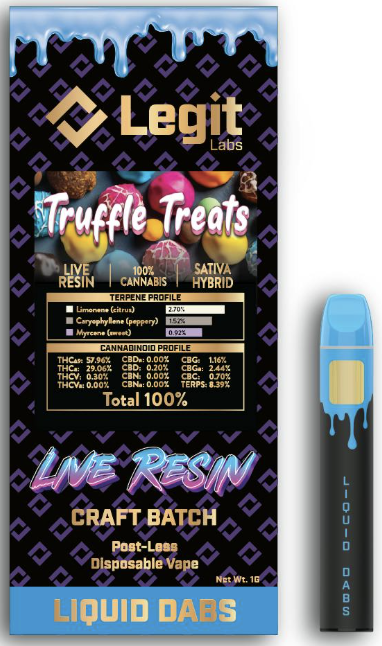 Legit
Labs
Truffle Treats
LIVE RESIN | 100% CANNABIS | SATIVA HYBRID
TERPENE PROFILE
Limonene (citrus) 2.70%
Caryophyllene (peppery) 1.52%
Myrcene (sweet) 0.92%
CANNABINOID PROFILE
THCA9: 57.96% CBDa: 0.00% CBG: 1.16%
THCa: 29.06% CBD: 0.20% CBGa: 2.44%
THCV: 0.30% CBN: 0.00% CBC: 0.70%
THCVa: 0.00% CBNa: 0.00% TERPS: 8.39%
Total 100%
LIVE RESIN
CRAFT BATCH
Post-Less
Disposable Vape
Net Wt. 1G
LIQUID DABS
LIQUID DABS